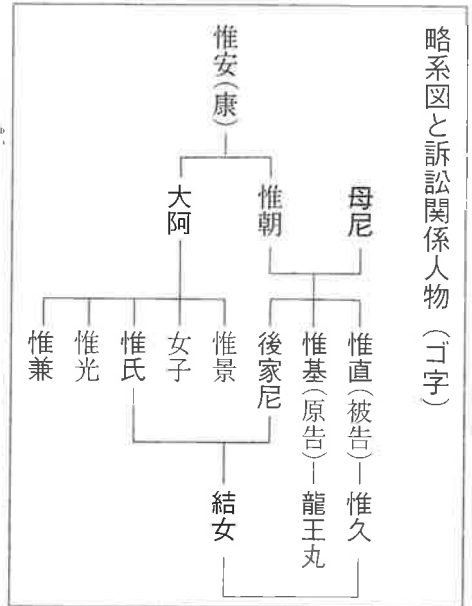 略系図と訴訟関係人物（ゴ字）
惟安（康）
母尼
惟朝
大阿
惟直（被告）－惟久
惟基（原告）－龍王丸
後家尼
惟景
女子
惟氏
惟光
惟兼
結女